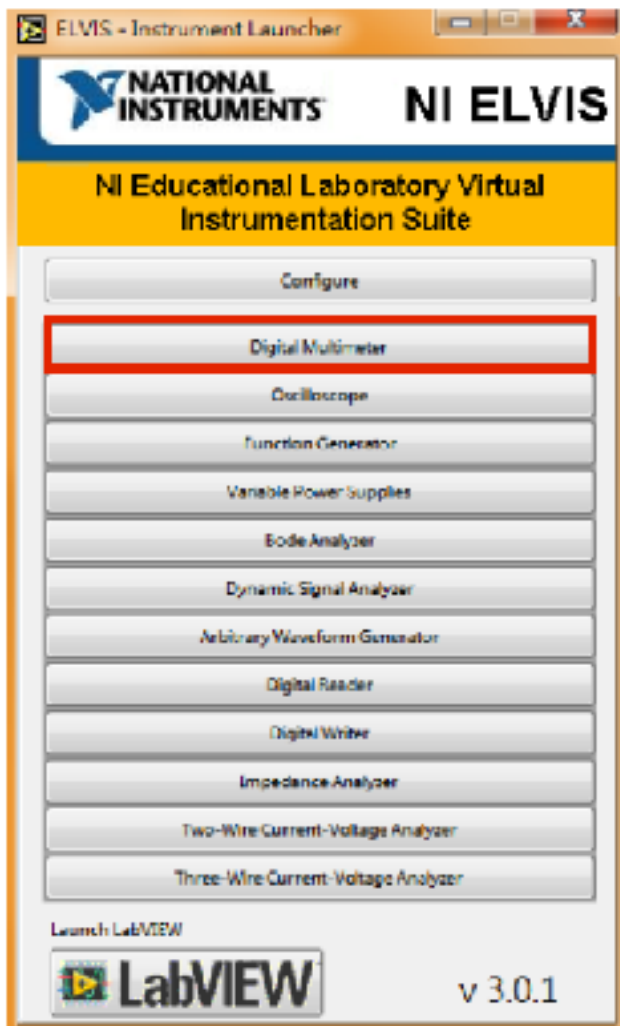 ELVIS - Instrument Launcher
NATIONAL
INSTRUMENTS
NI ELVIS
NI Educational Laboratory Virtual
Instrumentation Suite
Configure
Digital Multimeter
Oscilloscope
Function Generator
Variable Power Supplies
Bode Analyzer
Dynamic Signal Analyzer
Arbitrary Waveform Generator
Digital Reader
Digital Writer
Impedance Analyzer
Two-Wire Current-Voltage Analyzer
Three-Wire Current-Voltage Analyzer
Launch LabVIEW
LabVIEW
v 3.0.1